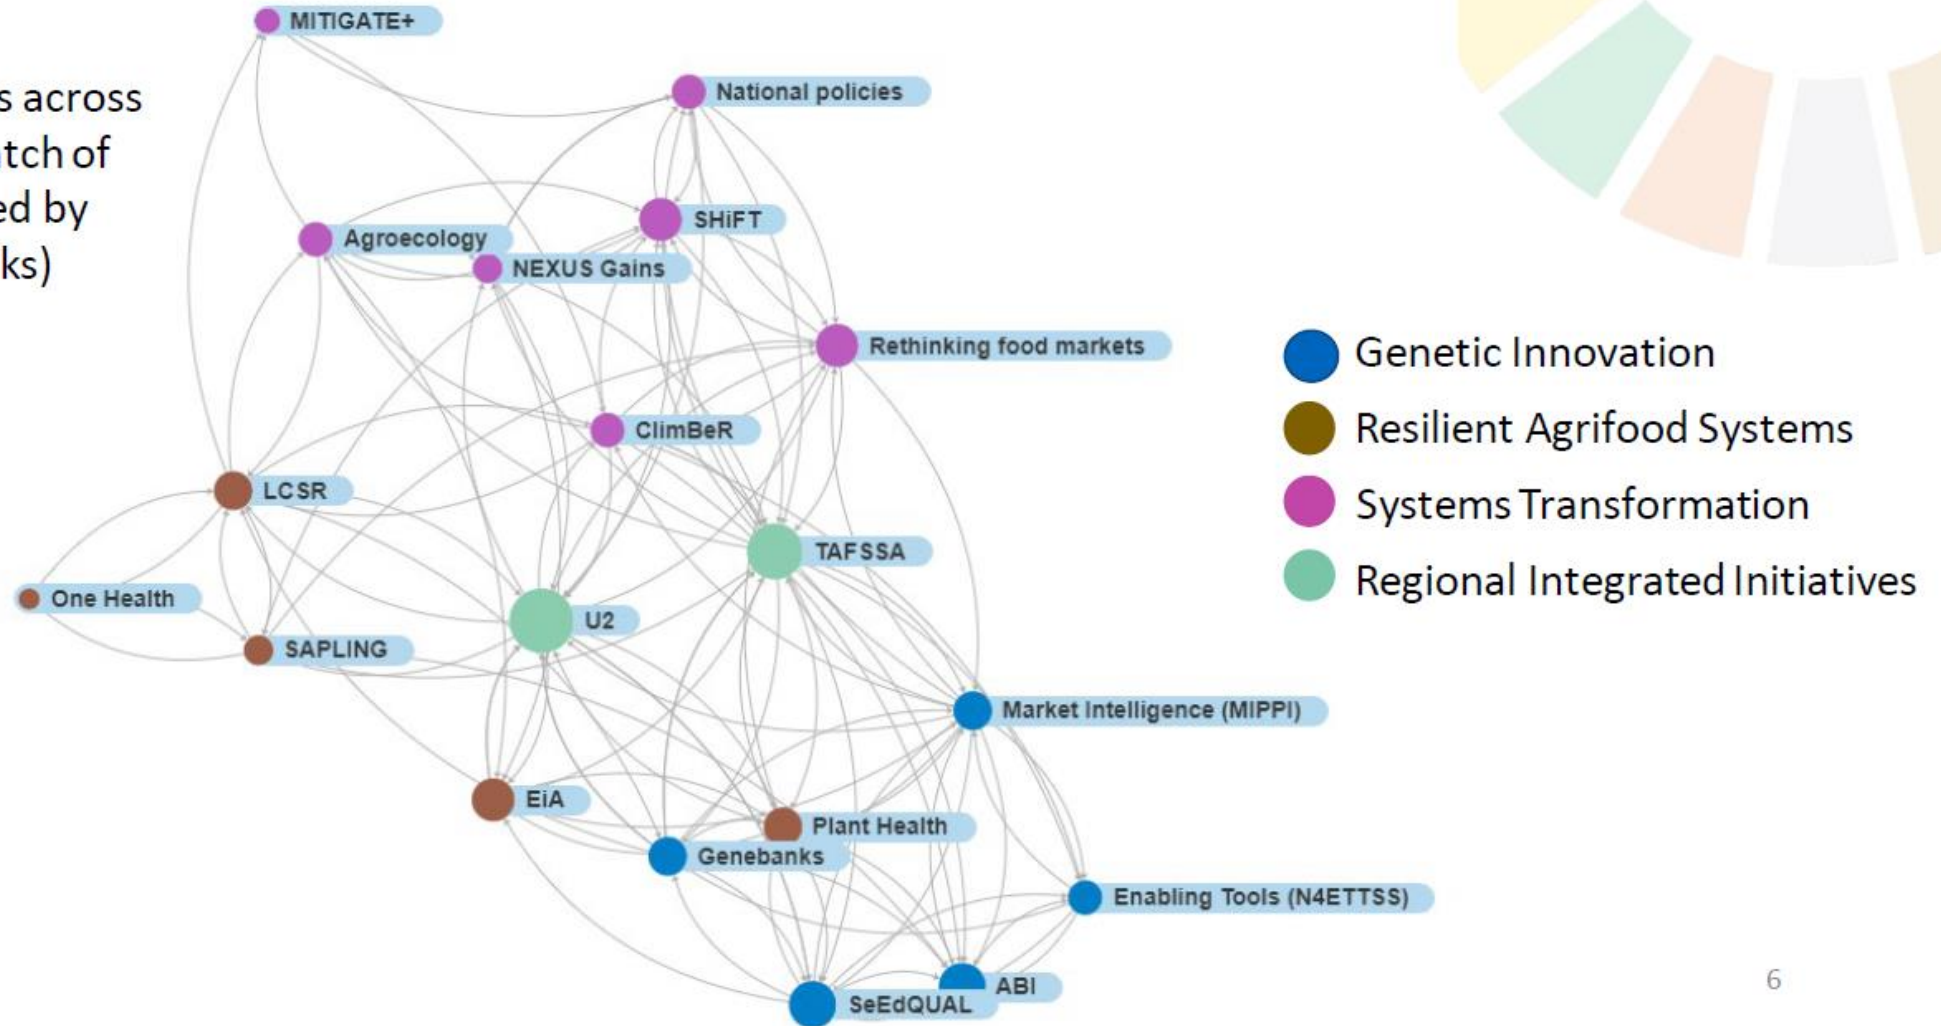 MITIGATE+
s across
National policies
tch of
ed by
SHiFT
Agroecology
ks)
NEXUS Gains
Rethinking food markets
Genetic Innovation
ClimBeR
Resilient Agrifood Systems
LCSR
Systems Transformation
TAFSSA
Regional Integrated Initiatives
One Health
U2
SAPLING
Market Intelligence (MIPPI)
EiA
Plant Health
Genebanks
Enabling Tools (N4ETTSS)
ABI
SeEdQUAL
6